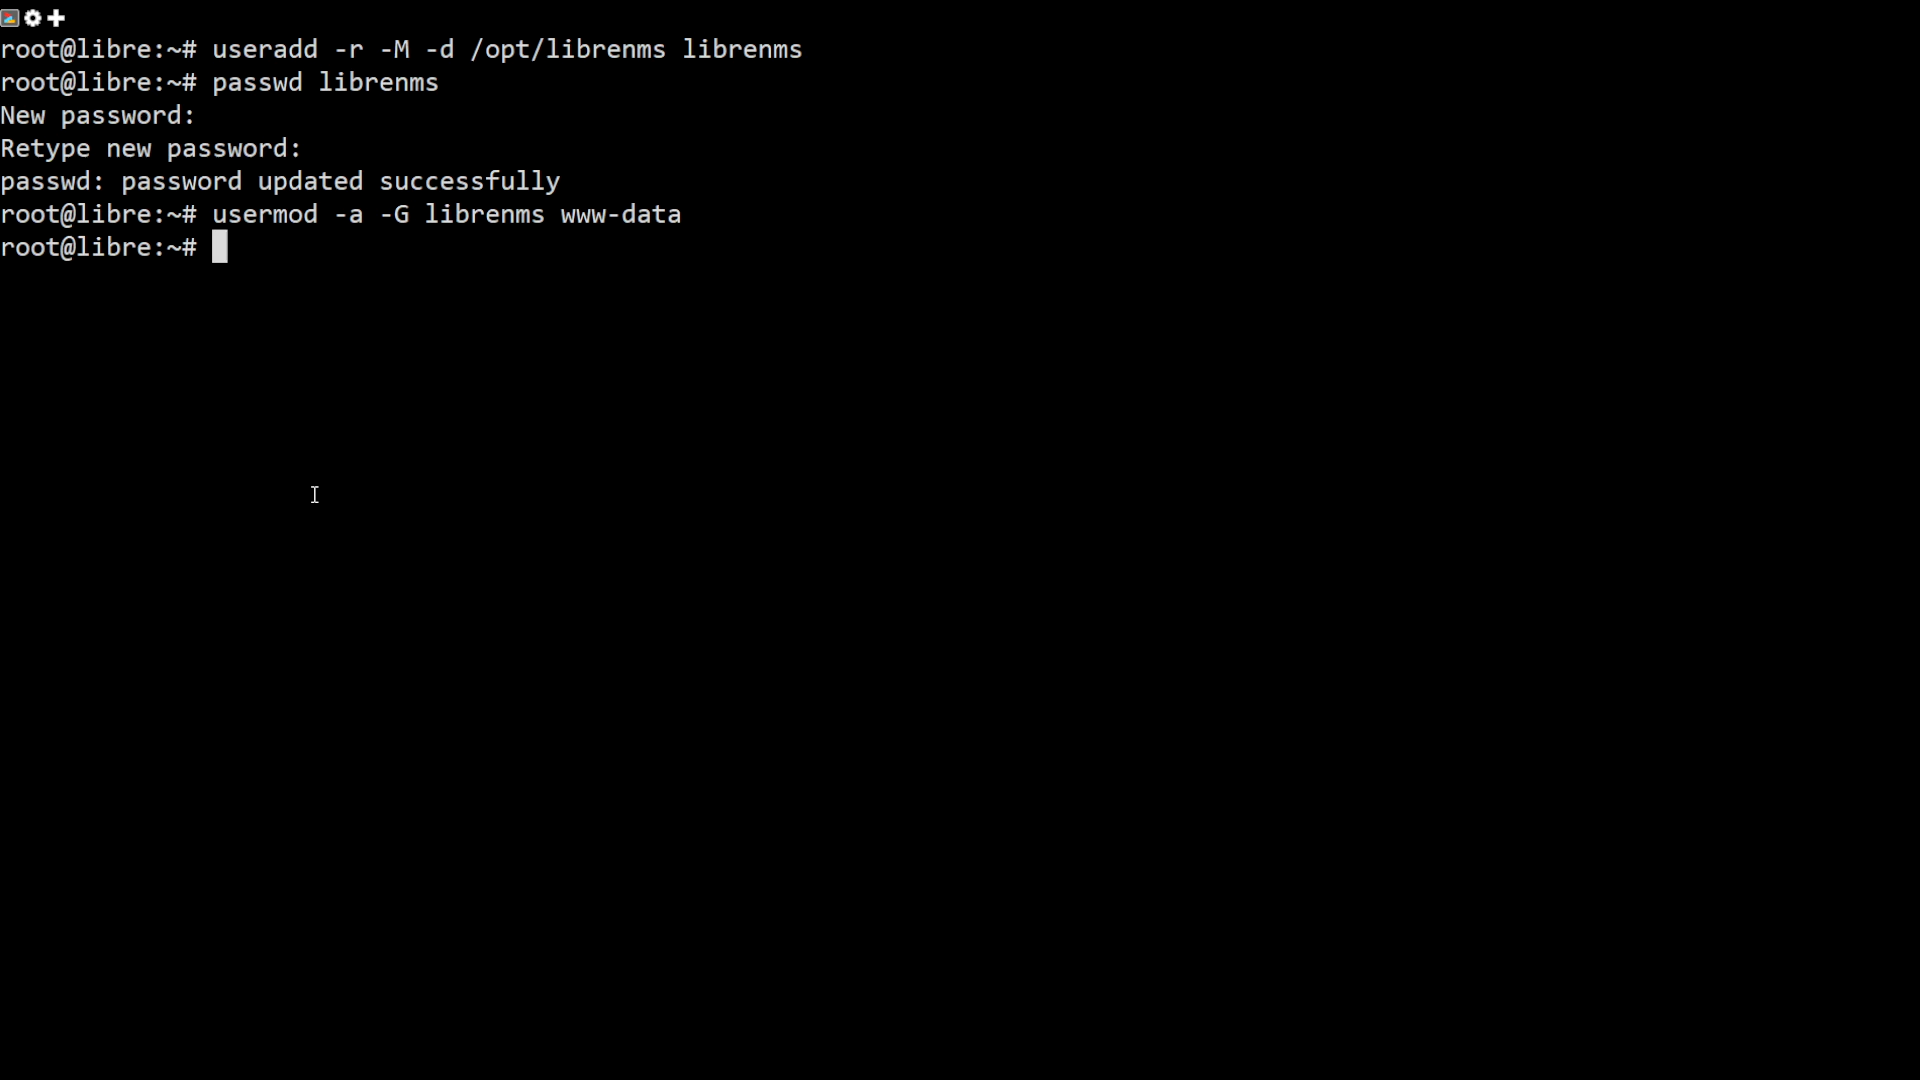 root@libre:~# useradd -r -M -d /opt/librenms librenms
root@libre:~# passwd librenms
New password:
Retype new password:
passwd: password updated successfully
root@libre:~# usermod -a -G librenms www-data
root@libre:~#